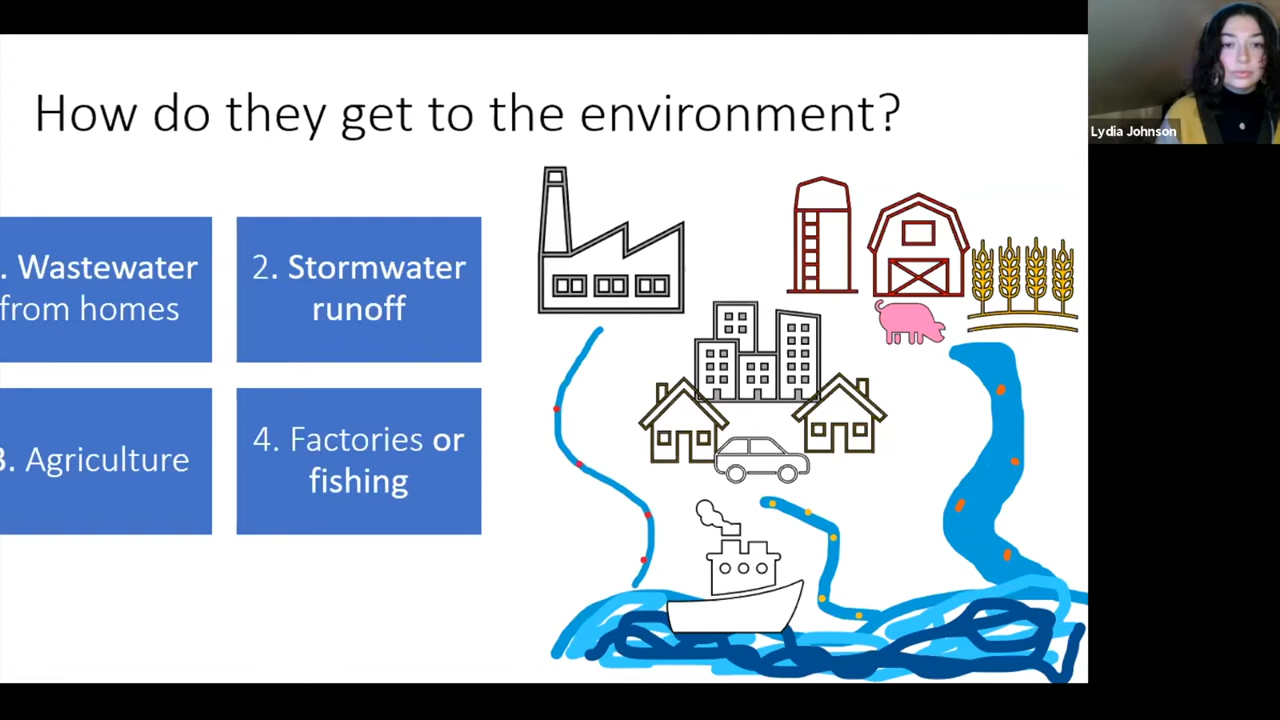 How do they get to the environment?
. Wastewater
from homes
2. Stormwater
runoff
3. Agriculture
4. Factories or
fishing
Lydia Johnson